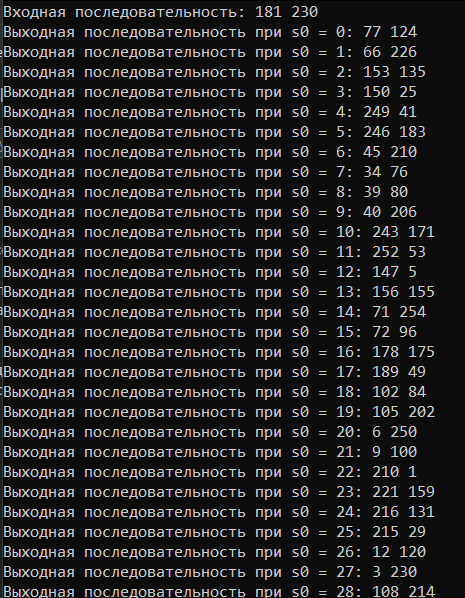 Входная последовательность: 181 230
Выходная последовательность при s0 = 0: 77 124
Выходная последовательность при s0 = 1: 66 226
Выходная последовательность при s0 = 2: 153 135
Выходная последовательность при s0 = 3: 150 25
Выходная последовательность при s0 = 4: 249 41
Выходная последовательность при s0 = 5: 246 183
Выходная последовательность при s0 = 6: 45 210
Выходная последовательность при s0 = 7: 34 76
Выходная последовательность при s0 = 8: 39 80
Выходная последовательность при s0 = 9: 40 206
Выходная последовательность при s0 = 10: 243 171
Выходная последовательность при s0 = 11: 252 53
Выходная последовательность при s0 = 12: 147 5
Выходная последовательность при s0 = 13: 156 155
Выходная последовательность при s0 = 14: 71 254
Выходная последовательность при s0 = 15: 72 96
Выходная последовательность при s0 = 16: 178 175
Выходная последовательность при s0 = 17: 189 49
Выходная последовательность при s0 = 18: 102 84
Выходная последовательность при s0 = 19: 105 202
Выходная последовательность при s0 = 20: 6 250
Выходная последовательность при s0 = 21: 9 100
Выходная последовательность при s0 = 22: 210 1
Выходная последовательность при s0 = 23: 221 159
Выходная последовательность при s0 = 24: 216 131
Выходная последовательность при s0 = 25: 215 29
Выходная последовательность при s0 = 26: 12 120
Выходная последовательность при s0 = 27: 3 230
Выходная последовательность при s0 = 28: 108 214